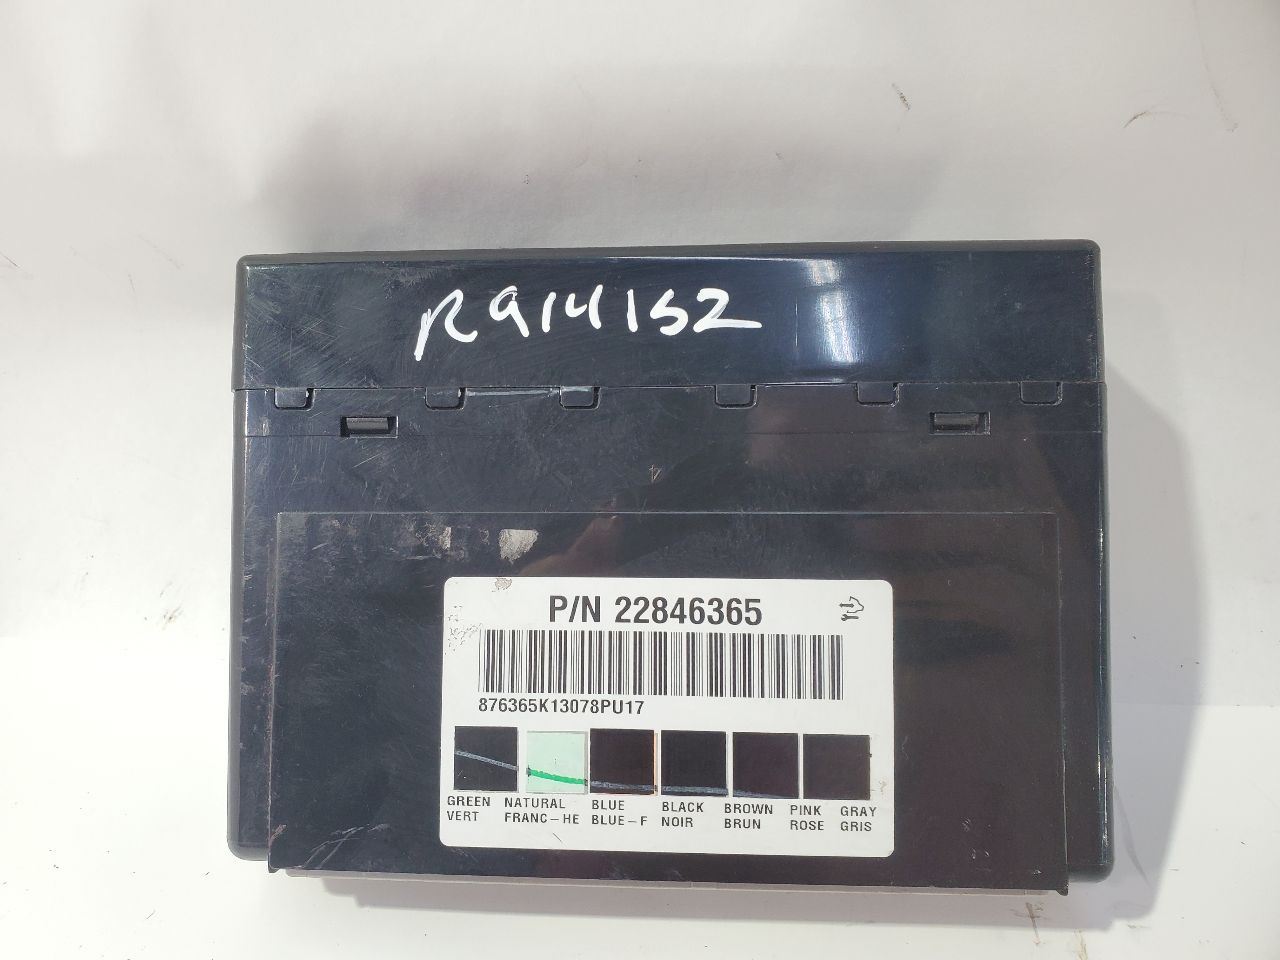 R914152
P/N 22846365
876365K13078PU17
GREEN NATURAL BLUE BLACK BROWN PINK GRAY
VERT FRANC-HE BLUE-F NOIR BRUN ROSE GRIS